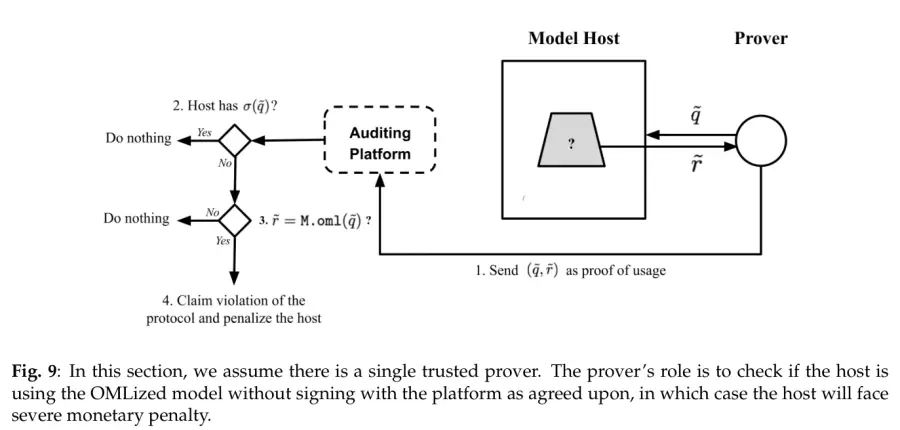 Model Host
Prover
2. Host has σ(q̃)?
Do nothing
Yes
No
Auditing
Platform
?
q̃
r̃
Do nothing
No
Yes
3. r̃ = M.oml(q̃) ?
1. Send (q̃, r̃) as proof of usage
4. Claim violation of the
protocol and penalize the host
Fig. 9: In this section, we assume there is a single trusted prover. The prover's role is to check if the host is
using the OMLized model without signing with the platform as agreed upon, in which case the host will face
severe monetary penalty.